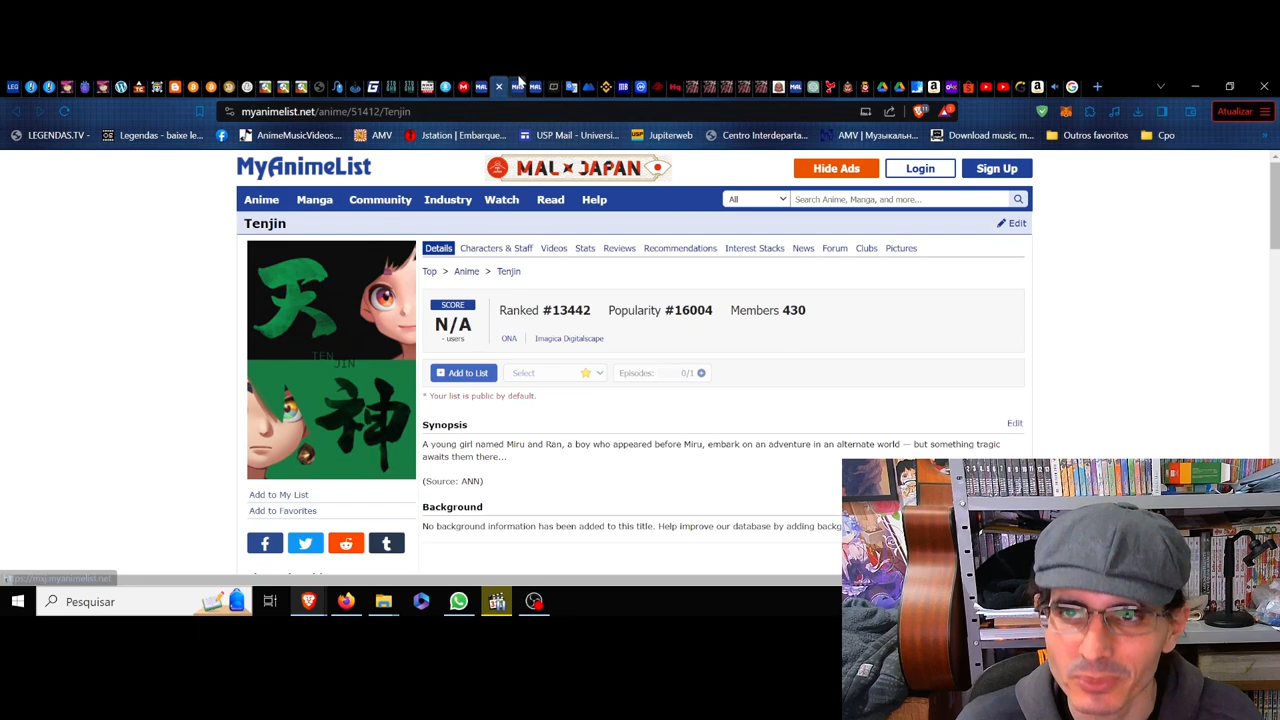 myanimelist.net/anime/51412/Tenjin
Atualizar
LEGENDAS.TV -
Legendas - baixe le...
AnimeMusicVideos....
AMV
Jstation | Embarque...
USP Mail - Universi...
Jupiterweb
Centro Interdeparta...
AMV | Музыкальн...
Download music, m...
Outros favoritos
Cpo
MyAnimeList
MAL × JAPAN
Hide Ads
Login
Sign Up
Anime
Manga
Community
Industry
Watch
Read
Help
All
Search Anime, Manga, and more...
Tenjin
Edit
天
TEN
JIN
神
Details
Characters & Staff
Videos
Stats
Reviews
Recommendations
Interest Stacks
News
Forum
Clubs
Pictures
Top > Anime > Tenjin
SCORE
N/A
- users
Ranked #13442
Popularity #16004
Members 430
ONA
Imagica Digitalscape
Add to List
Select
Episodes: 0/1
* Your list is public by default.
Synopsis
Edit
A young girl named Miru and Ran, a boy who appeared before Miru, embark on an adventure in an alternate world — but something tragic
awaits them there...
(Source: ANN)
Background
No background information has been added to this title. Help improve our database by adding backg
Add to My List
Add to Favorites
https://maj.myanimelist.net
Pesquisar